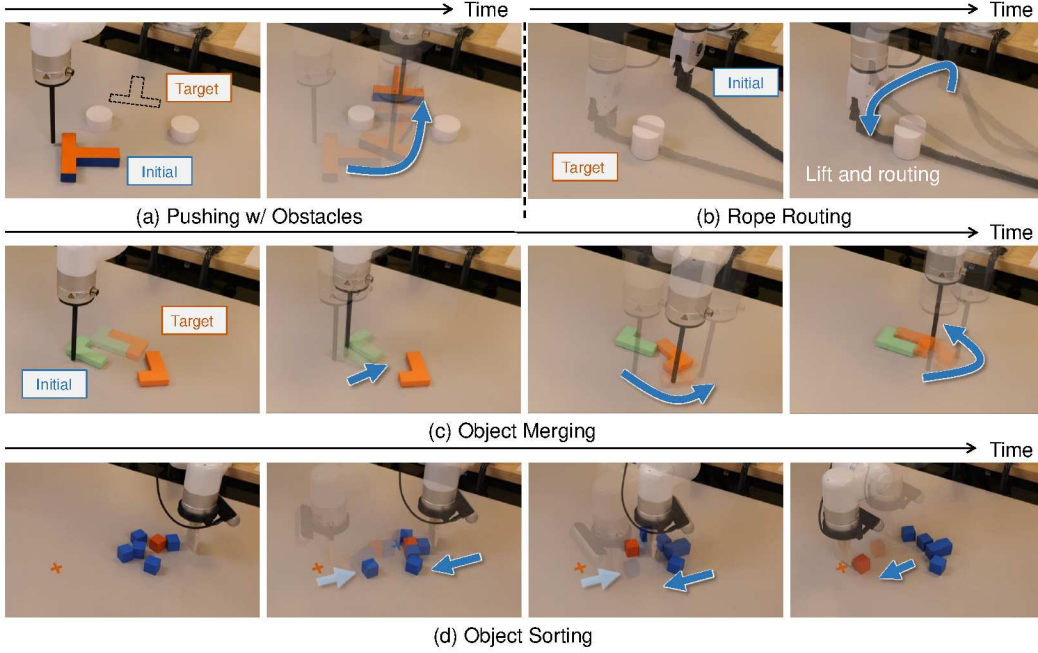 Time
Time
Target
Initial
Initial
Target
Lift and routing
(a) Pushing w/ Obstacles
(b) Rope Routing
Time
Target
Initial
(c) Object Merging
Time
(d) Object Sorting